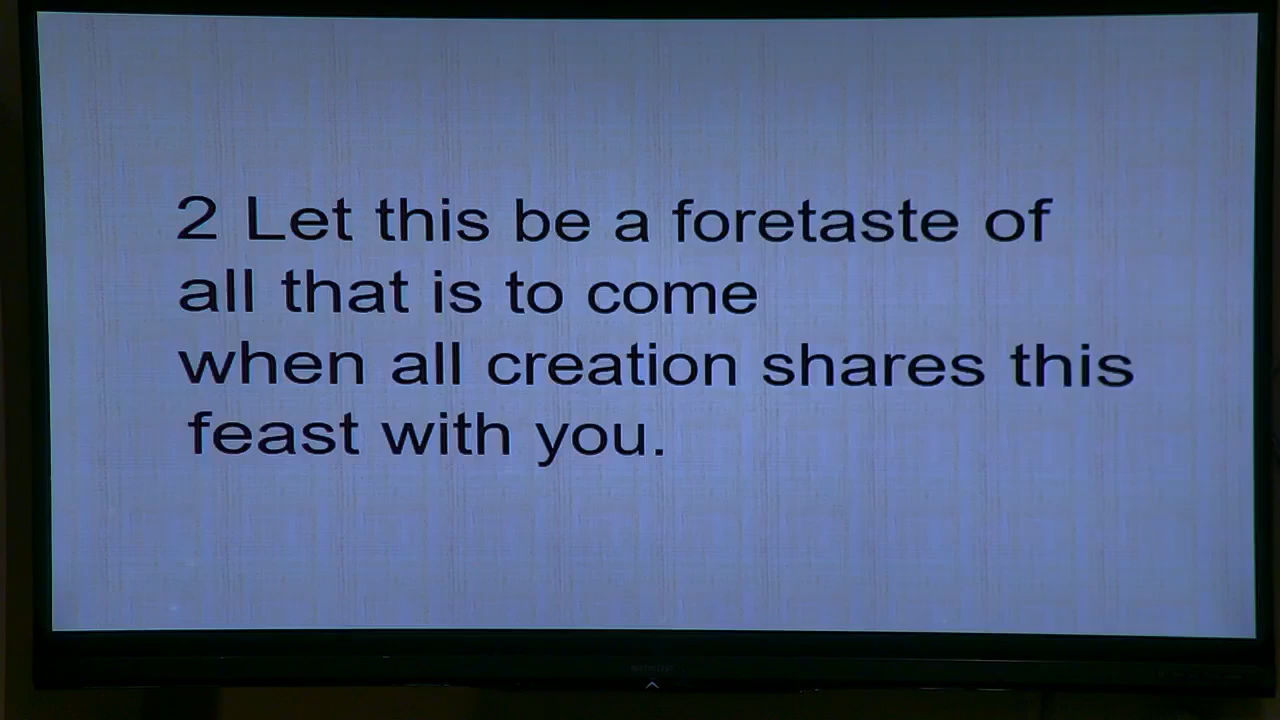 2 Let this be a foretaste of
all that is to come
when all creation shares this
feast with you.